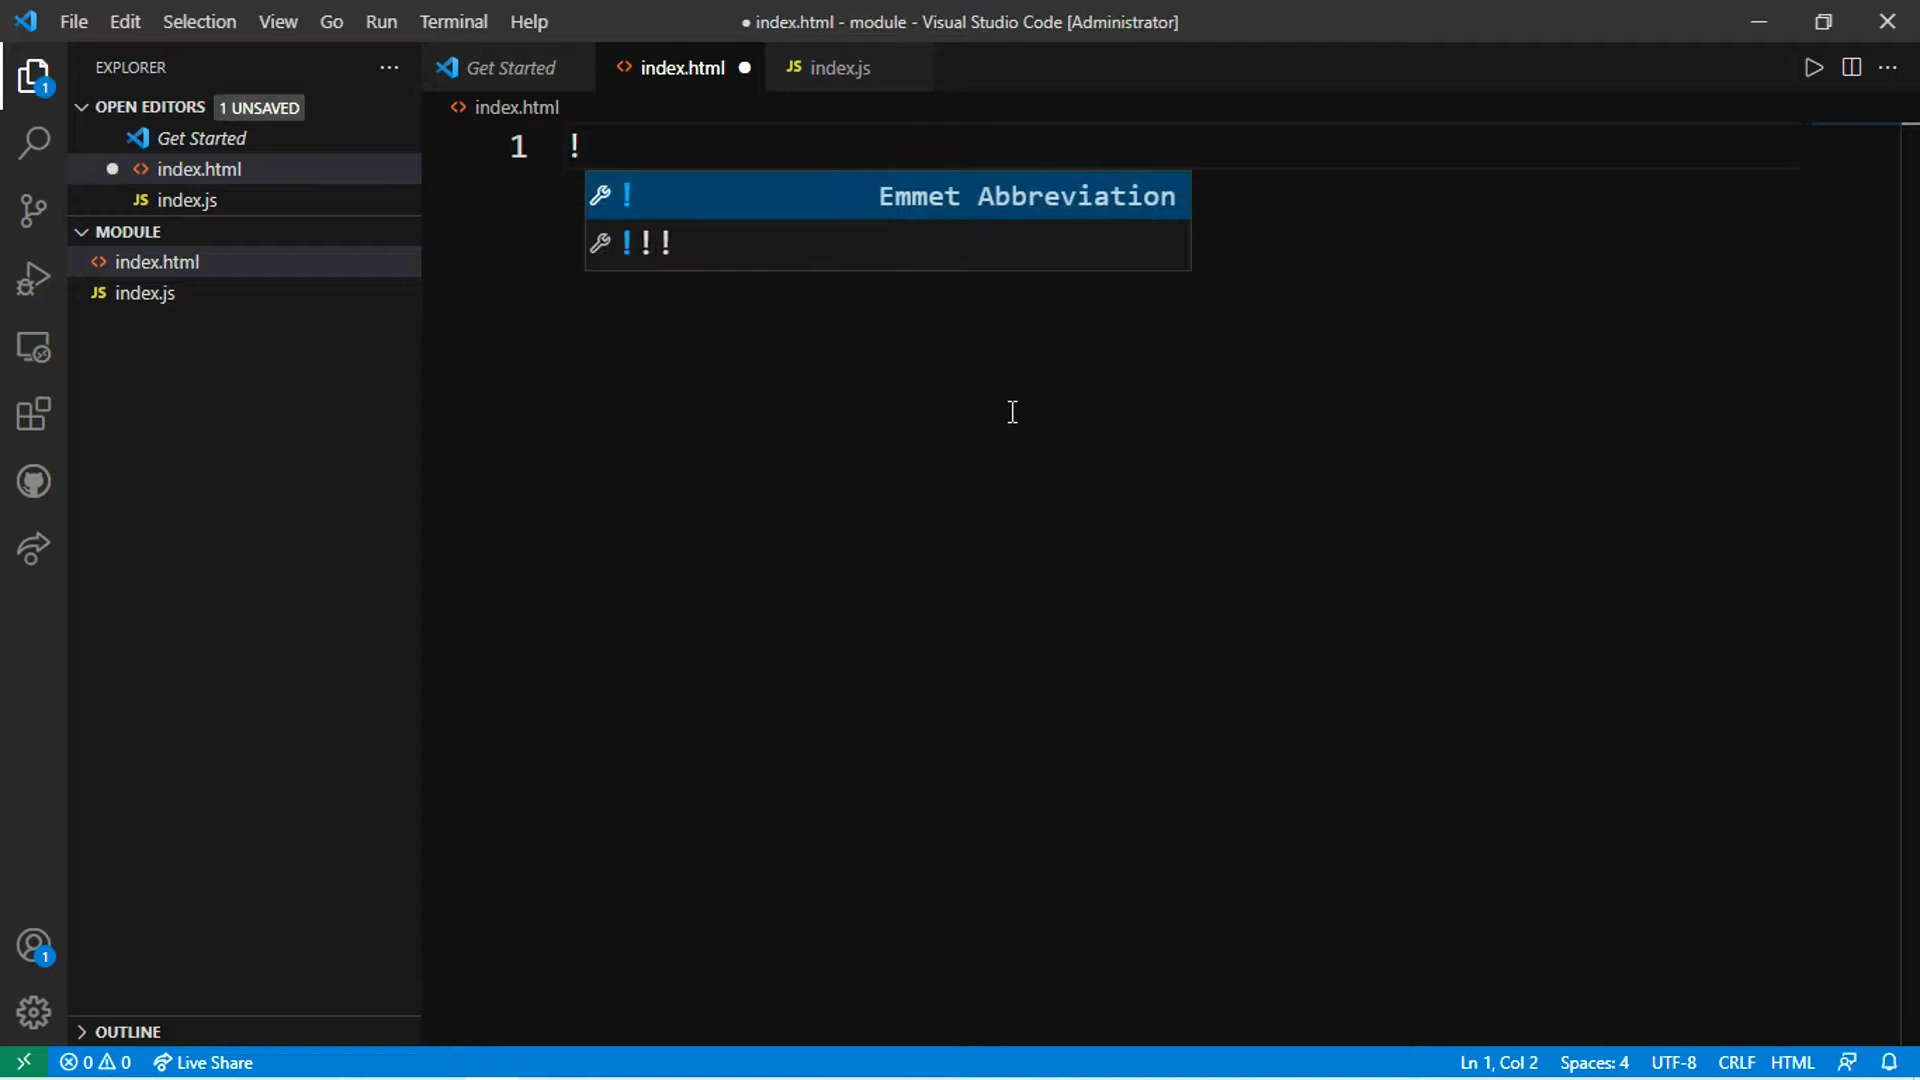 File Edit Selection View Go Run Terminal Help
● index.html - module - Visual Studio Code [Administrator]
EXPLORER
Get Started
index.html
JS index.js
OPEN EDITORS 1 UNSAVED
Get Started
index.html
JS index.js
MODULE
index.html
JS index.js
OUTLINE
index.html
1 !
! Emmet Abbreviation
!!!
1
1
0 0 Live Share
Ln 1, Col 2 Spaces: 4 UTF-8 CRLF HTML